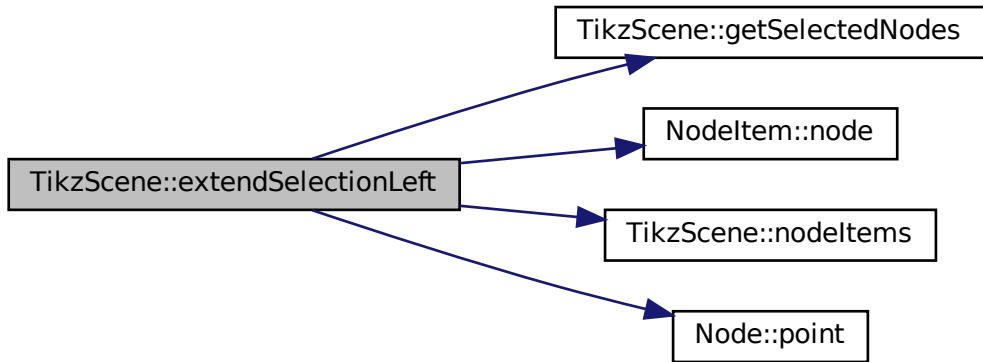 TikzScene::getSelectedNodes
NodeItem::node
TikzScene::extendSelectionLeft
TikzScene::nodeItems
Node::point